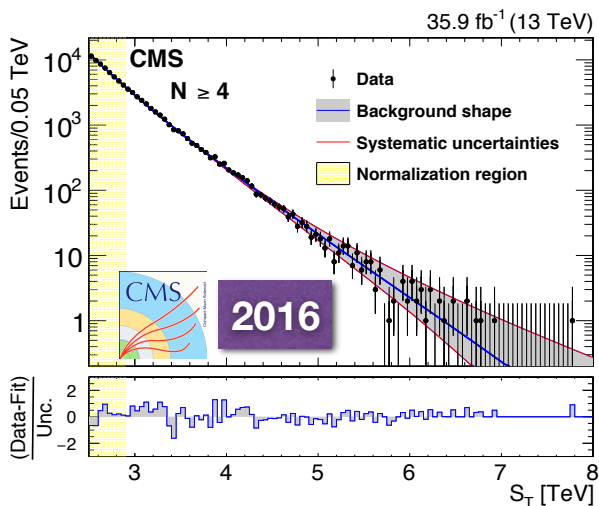 35.9 fb⁻¹ (13 TeV)
Events/0.05 TeV
10⁴
10³
10²
10
1
CMS
N ≥ 4
Data
Background shape
Systematic uncertainties
Normalization region
CMS
2016
(Data-Fit)
Unc.
2
0
−2
3 4 5 6 7 8
S_T [TeV]